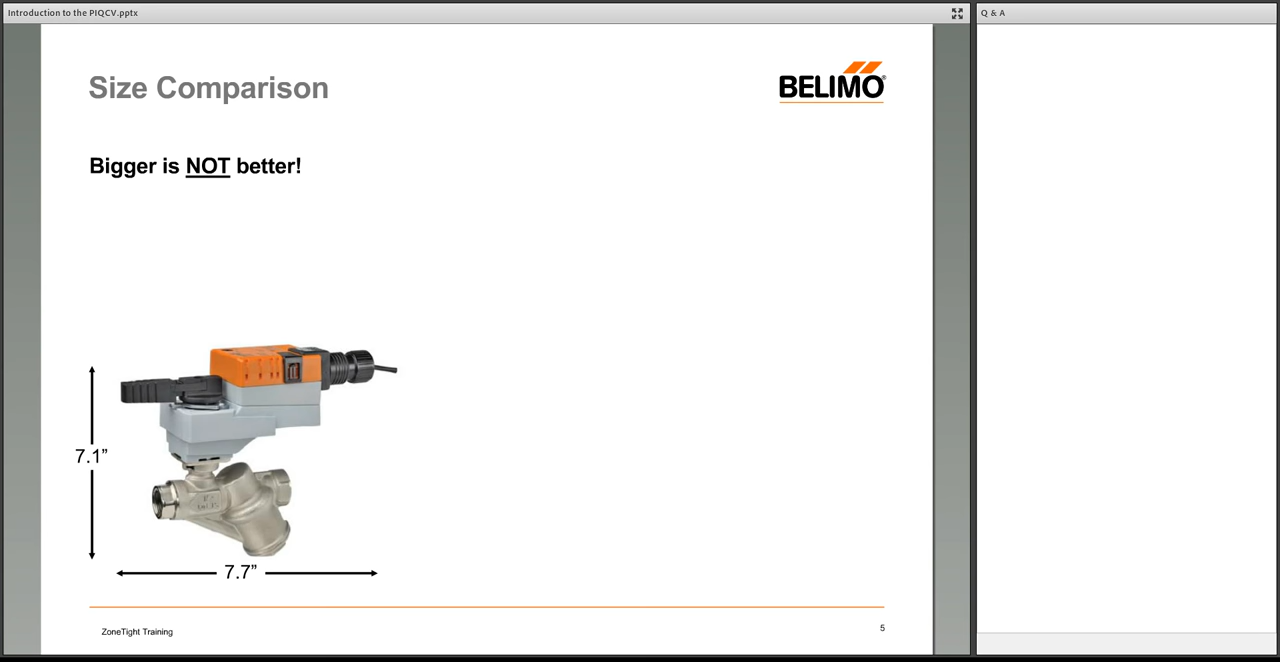 Introduction to the PIQCV.pptx
Q & A
Size Comparison
BELIMO®
Bigger is NOT better!
7.1”
7.7”
ZoneTight Training
5